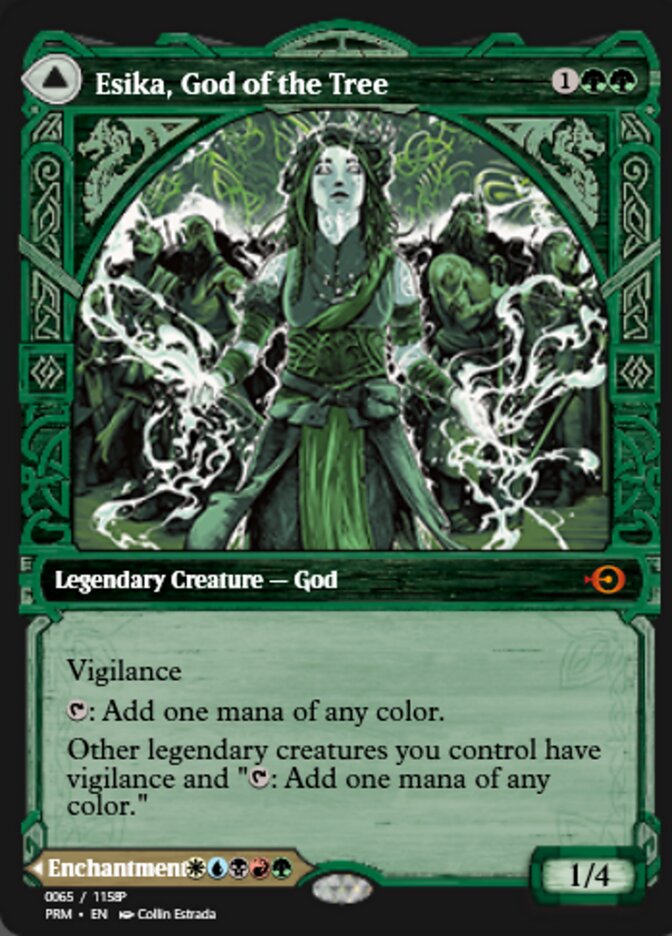 Esika, God of the Tree 1
Legendary Creature — God
Vigilance
: Add one mana of any color.
Other legendary creatures you control have
vigilance and ": Add one mana of any
color."
Enchantment
1/4
0065 / 1158P
PRM • EN Collin Estrada